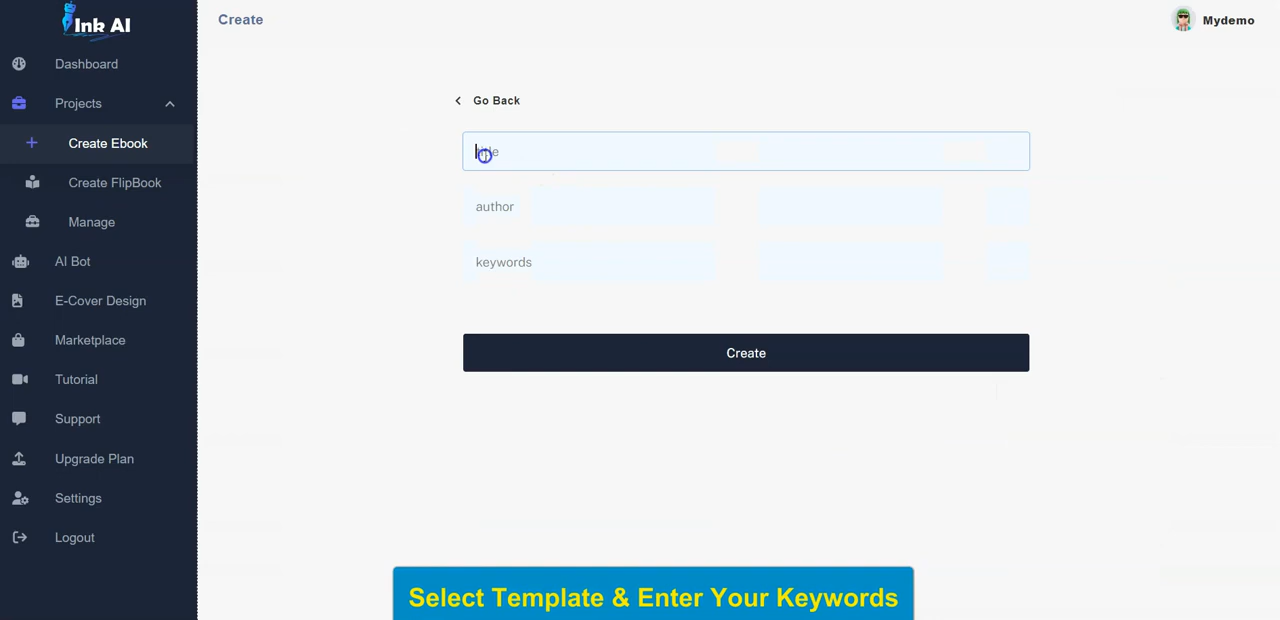 Ink AI
Create
Mydemo
Dashboard
Projects
Create Ebook
Create FlipBook
Manage
AI Bot
E-Cover Design
Marketplace
Tutorial
Support
Upgrade Plan
Settings
Logout
Go Back
title
author
keywords
Create
Select Template & Enter Your Keywords